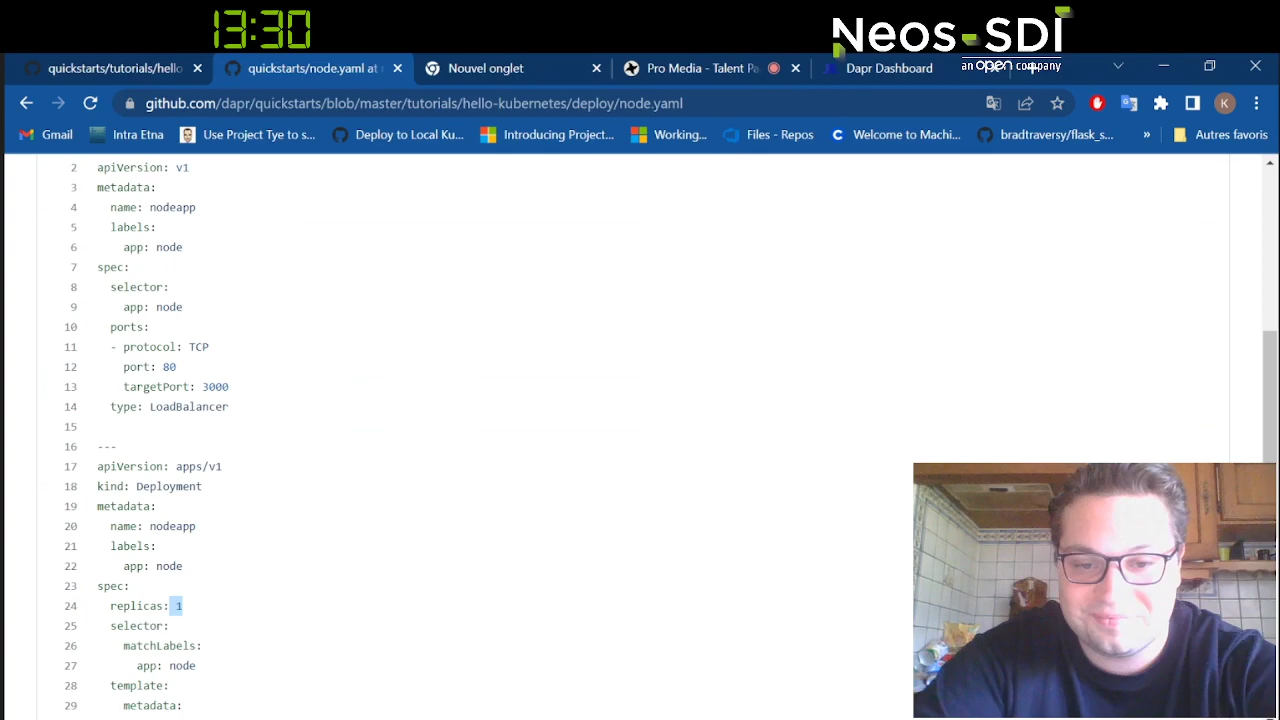 13:30
Neos-SDI
an open company
quickstarts/tutorials/hello
quickstarts/node.yaml at
Nouvel onglet
Pro Media - Talent Pa
Dapr Dashboard
github.com/dapr/quickstarts/blob/master/tutorials/hello-kubernetes/deploy/node.yaml
K
Gmail
Intra Etna
Use Project Tye to s...
Deploy to Local Ku...
Introducing Project...
Working...
Files - Repos
Welcome to Machi...
bradtraversy/flask_s...
»
Autres favoris
2 apiVersion: v1
3 metadata:
4 name: nodeapp
5 labels:
6 app: node
7 spec:
8 selector:
9 app: node
10 ports:
11 - protocol: TCP
12 port: 80
13 targetPort: 3000
14 type: LoadBalancer
15
16 ---
17 apiVersion: apps/v1
18 kind: Deployment
19 metadata:
20 name: nodeapp
21 labels:
22 app: node
23 spec:
24 replicas: 1
25 selector:
26 matchLabels:
27 app: node
28 template:
29 metadata: